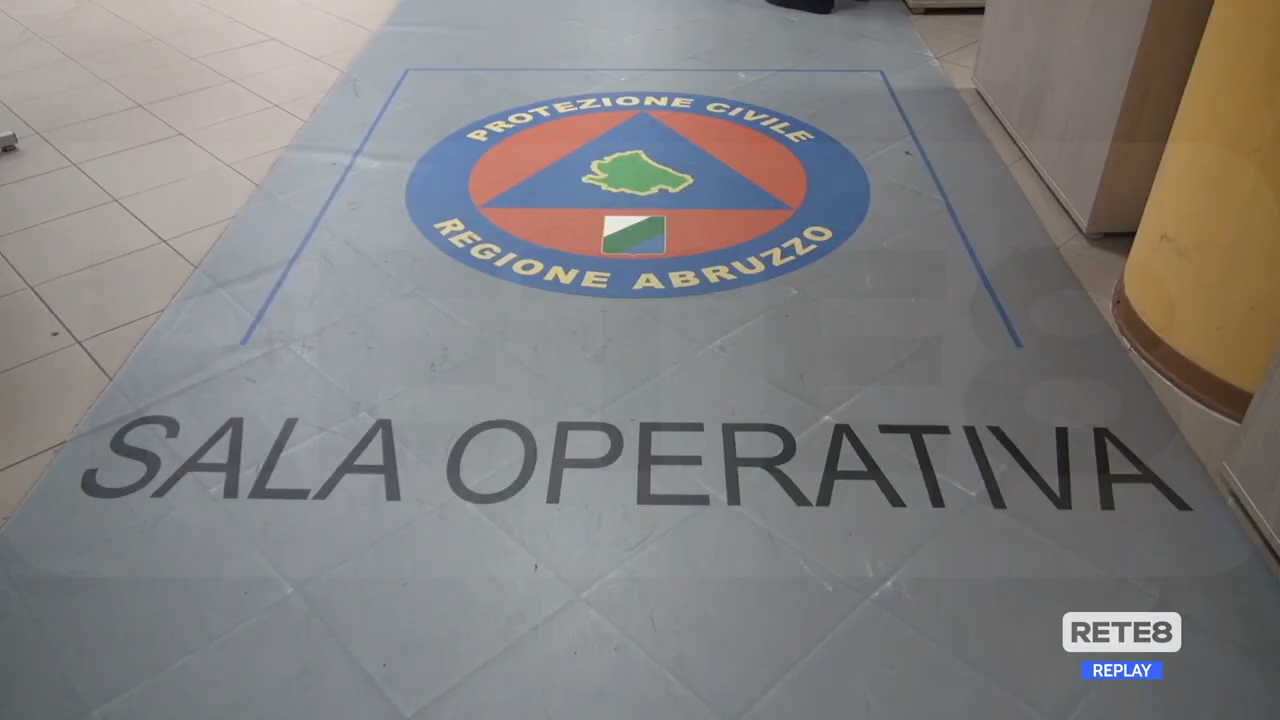 PROTEZIONE CIVILE
REGIONE ABRUZZO
SALA OPERATIVA
RETE8
REPLAY